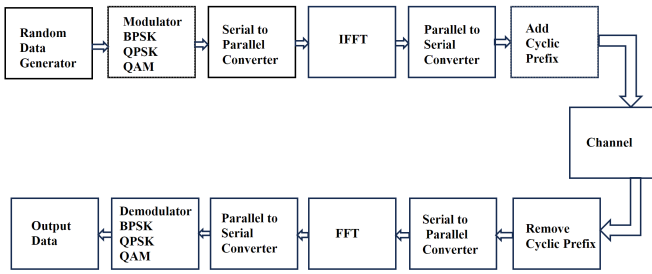 Random
Data
Generator
Modulator
BPSK
QPSK
QAM
Serial to
Parallel
Converter
IFFT
Parallel to
Serial
Converter
Add
Cyclic
Prefix
Channel
Output
Data
Demodulator
BPSK
QPSK
QAM
Parallel to
Serial
Converter
FFT
Serial to
Parallel
Converter
Remove
Cyclic Prefix